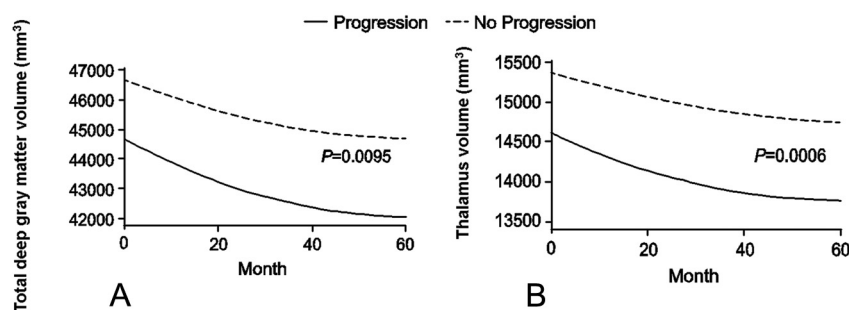 Progression No Progression
Total deep gray matter volume (mm³)
47000
46000
45000
44000
43000
42000
P=0.0095
0 20 40 60
Month
A
Thalamus volume (mm³)
15500
15000
14500
14000
13500
P=0.0006
0 20 40 60
Month
B